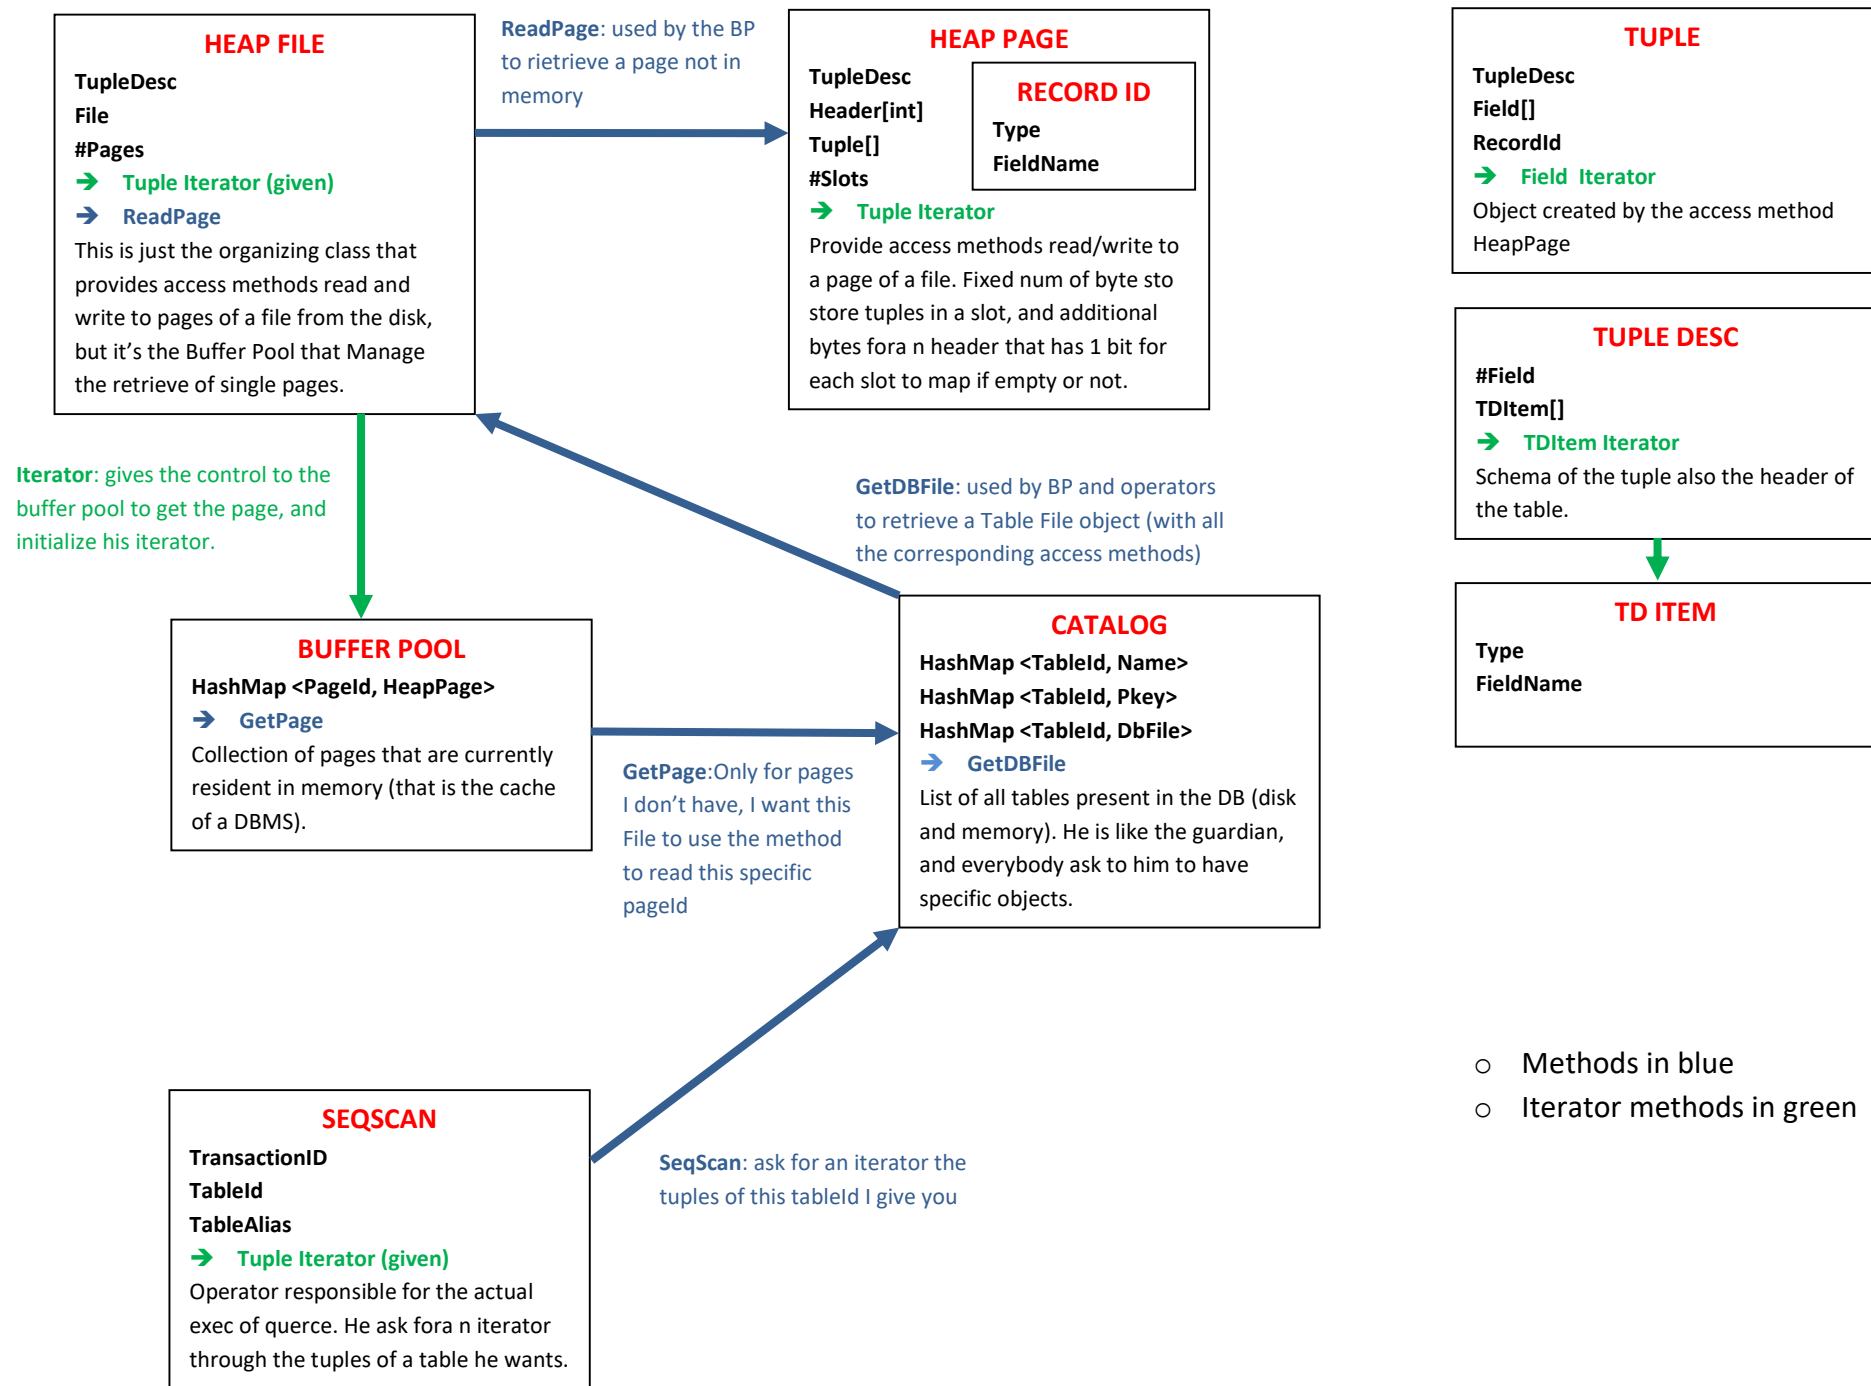 HEAP FILE
TupleDesc
File
#Pages
➔ Tuple Iterator (given)
➔ ReadPage
This is just the organizing class that
provides access methods read and
write to pages of a file from the disk,
but it’s the Buffer Pool that Manage
the retrieve of single pages.
ReadPage: used by the BP
to rietrieve a page not in
memory
HEAP PAGE
TupleDesc
Header[int]
Tuple[]
#Slots
➔ Tuple Iterator
Provide access methods read/write to
a page of a file. Fixed num of byte sto
store tuples in a slot, and additional
bytes fora n header that has 1 bit for
each slot to map if empty or not.
RECORD ID
Type
FieldName
TUPLE
TupleDesc
Field[]
RecordId
➔ Field Iterator
Object created by the access method
HeapPage
TUPLE DESC
#Field
TDItem[]
➔ TDItem Iterator
Schema of the tuple also the header of
the table.
TD ITEM
Type
FieldName
Iterator: gives the control to the
buffer pool to get the page, and
initialize his iterator.
GetDBFile: used by BP and operators
to retrieve a Table File object (with all
the corresponding access methods)
BUFFER POOL
HashMap <PageId, HeapPage>
➔ GetPage
Collection of pages that are currently
resident in memory (that is the cache
of a DBMS).
GetPage:Only for pages
I don’t have, I want this
File to use the method
to read this specific
pageId
CATALOG
HashMap <TableId, Name>
HashMap <TableId, Pkey>
HashMap <TableId, DbFile>
➔ GetDBFile
List of all tables present in the DB (disk
and memory). He is like the guardian,
and everybody ask to him to have
specific objects.
SEQSCAN
TransactionID
TableId
TableAlias
➔ Tuple Iterator (given)
Operator responsible for the actual
exec of querce. He ask fora n iterator
through the tuples of a table he wants.
SeqScan: ask for an iterator the
tuples of this tableId I give you
○ Methods in blue
○ Iterator methods in green